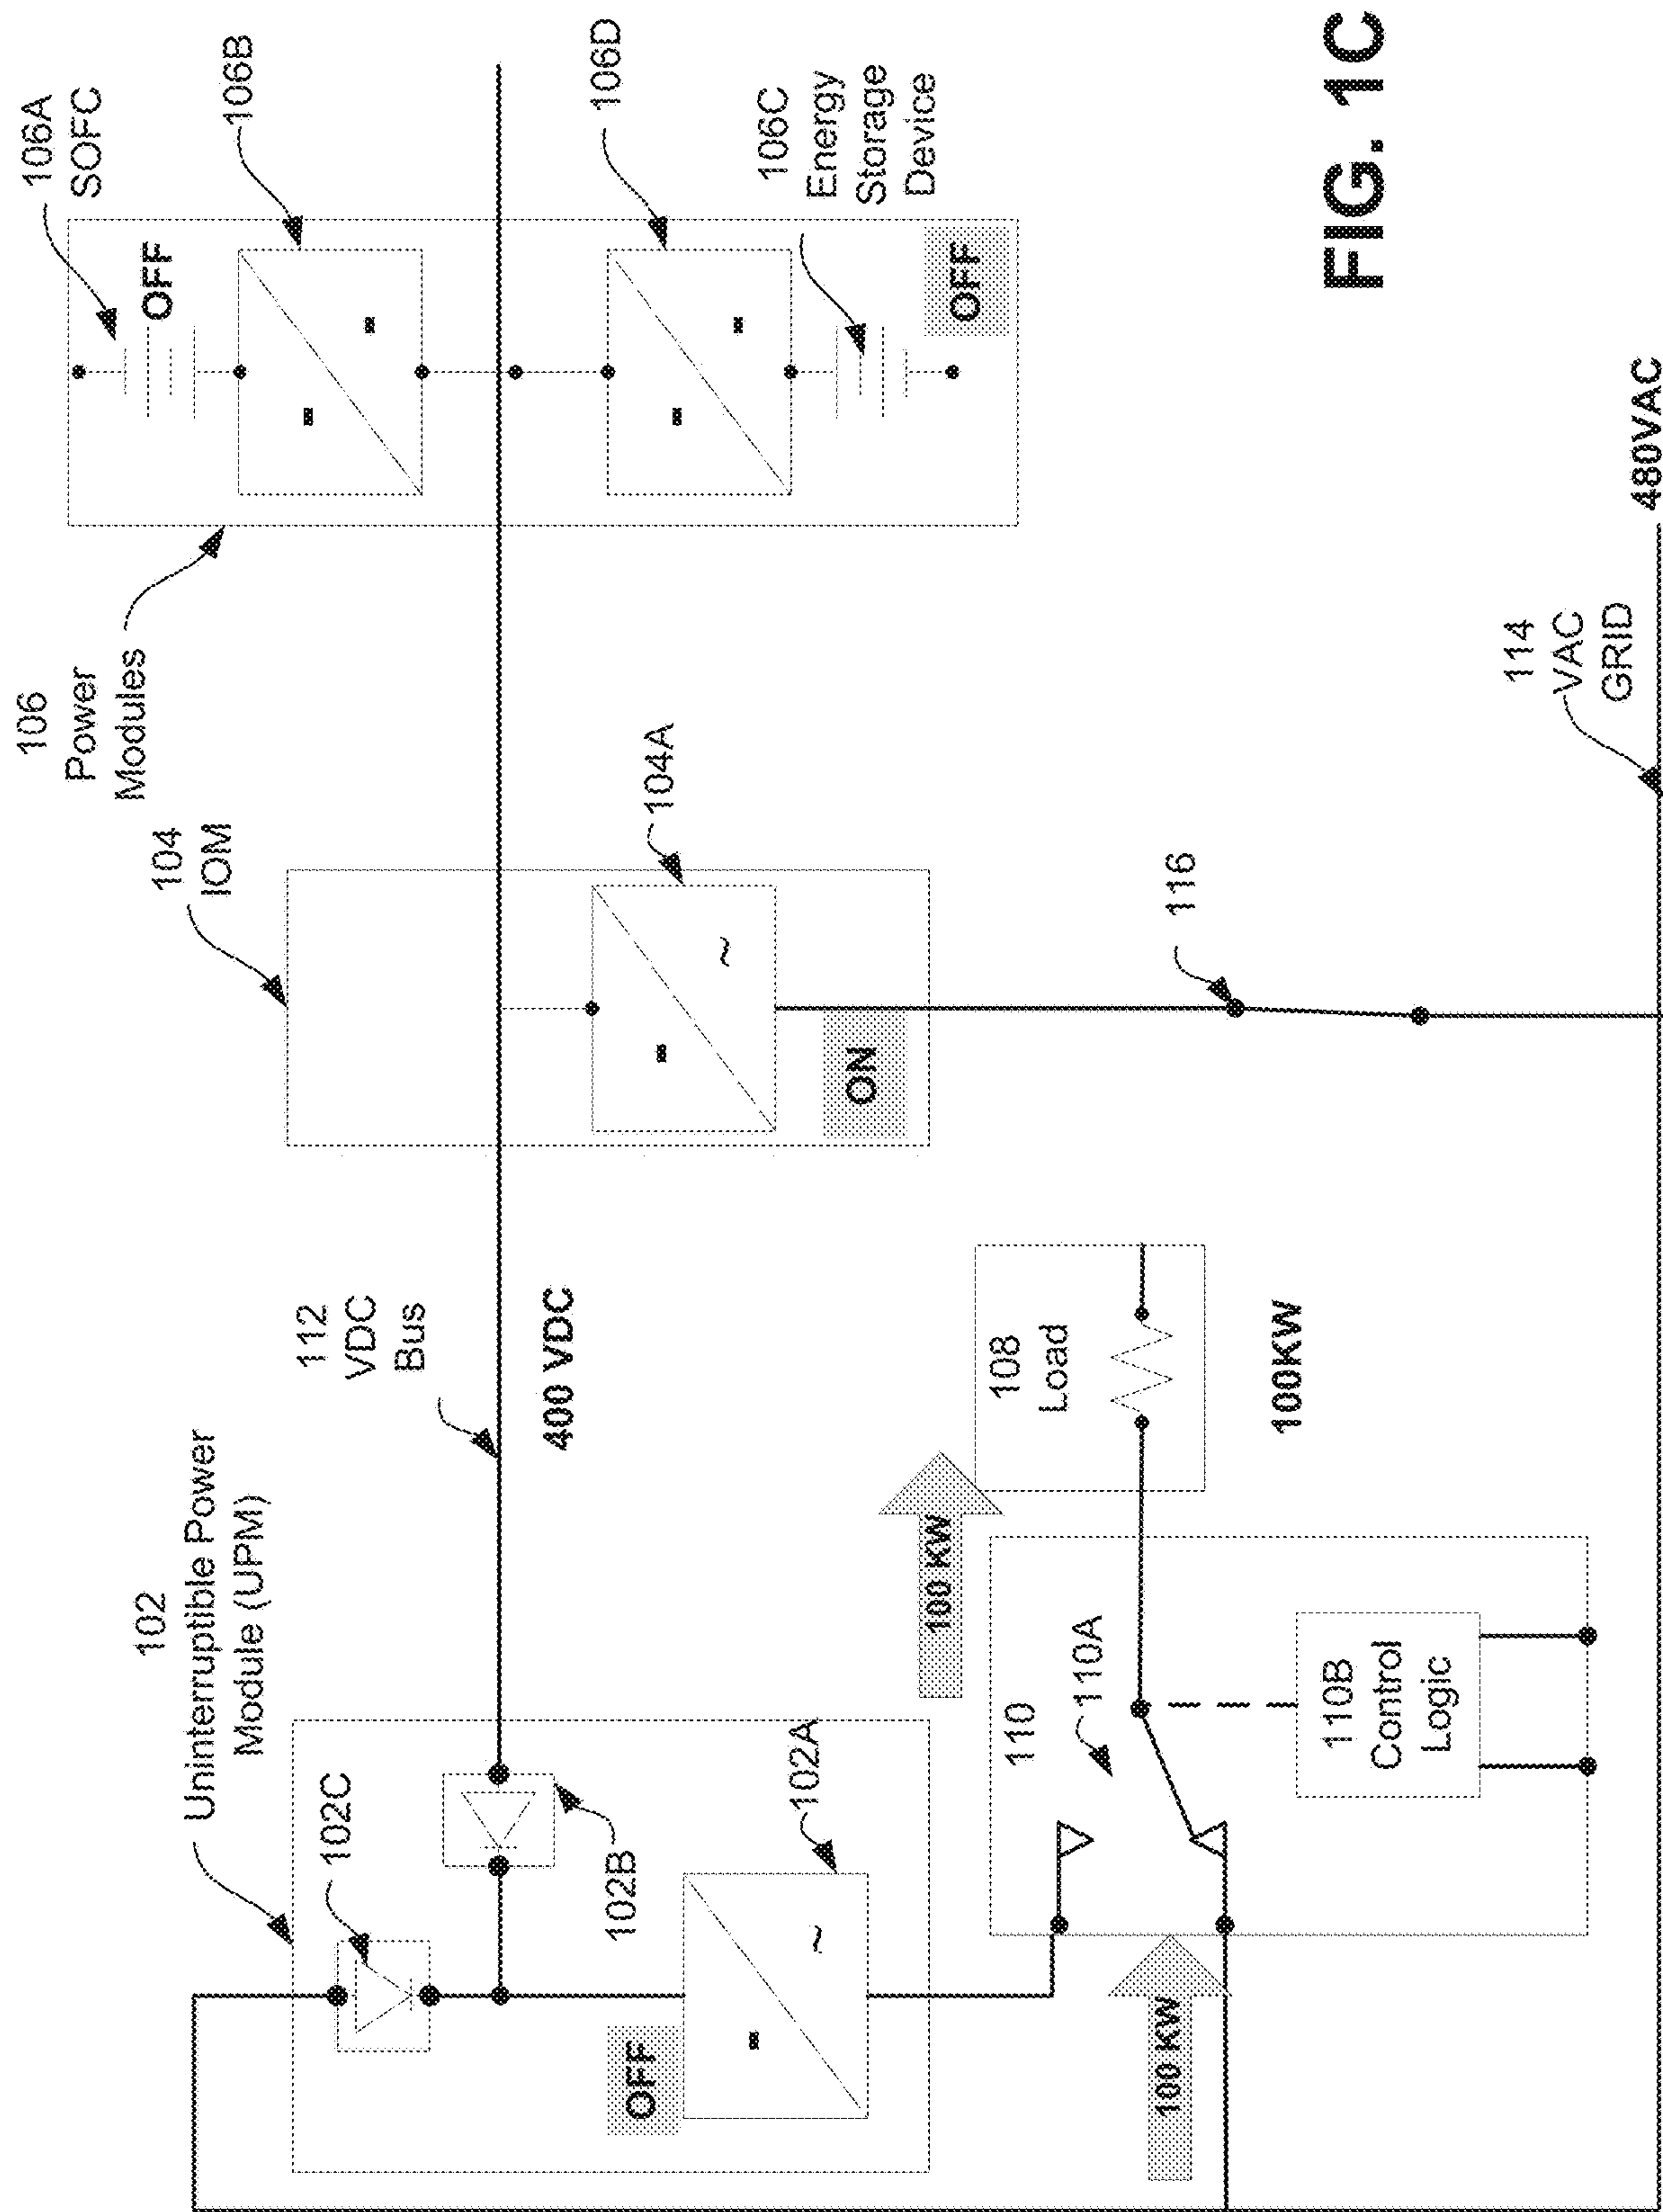 102
Uninterruptible Power
Module (UPM)
102C
102B
OFF
=
~
102A
112
VDC
Bus
400 VDC
104
IOM
=
~
104A
ON
106
Power
Modules
106A
SOFC
OFF
=
=
106B
=
=
106D
106C
Energy
Storage
Device
OFF
100 KW
100 KW
110
110A
110B
Control
Logic
108
Load
100KW
116
114
VAC
GRID
480VAC
FIG. 1C